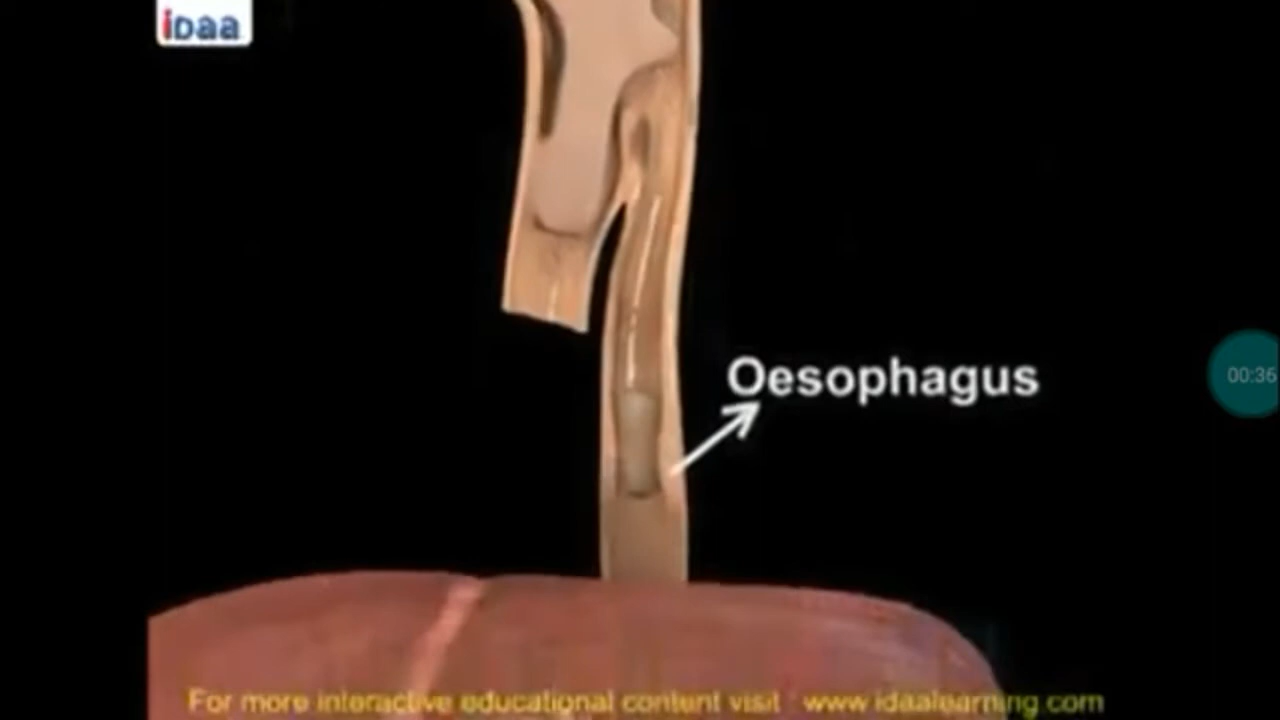 iDaa
Oesophagus
00:36
For more interactive educational content visit : www.idaalearning.com